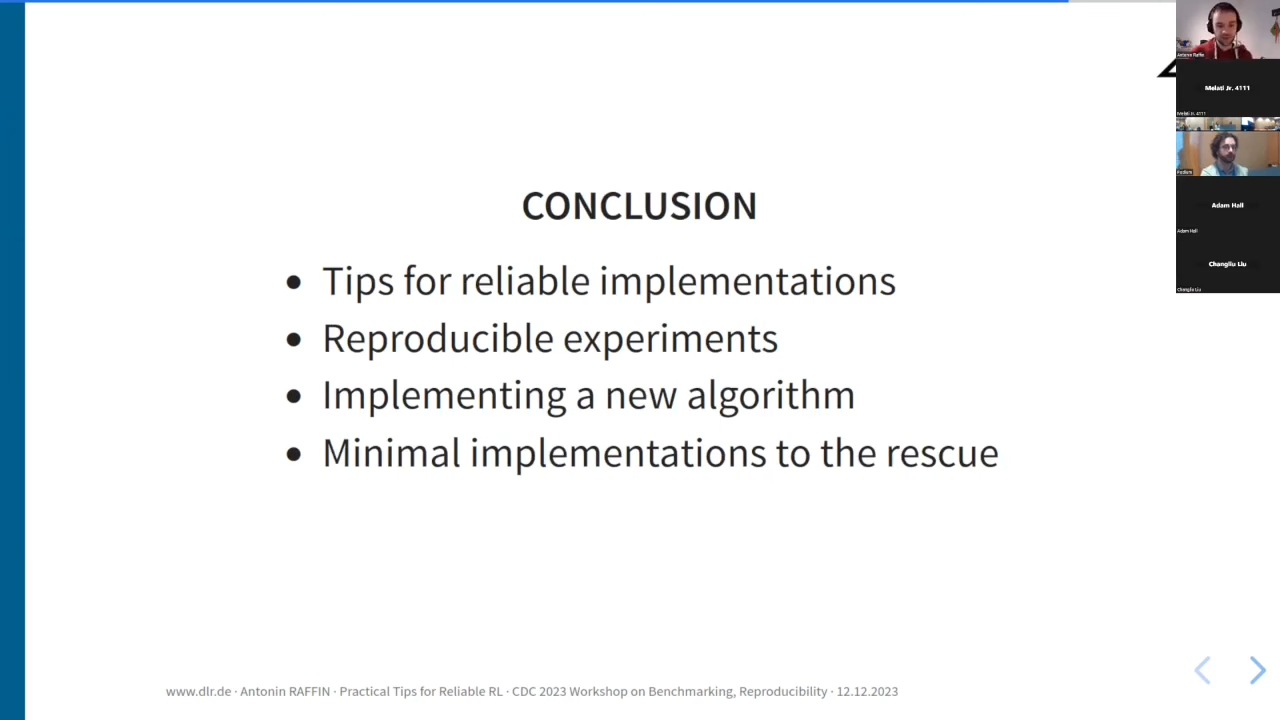 CONCLUSION
• Tips for reliable implementations
• Reproducible experiments
• Implementing a new algorithm
• Minimal implementations to the rescue
www.dlr.de · Antonin RAFFIN · Practical Tips for Reliable RL · CDC 2023 Workshop on Benchmarking, Reproducibility · 12.12.2023
Antonin Raffin
Melati Jr. 4111
Melati Jr. 4111
Adam Hall
Adam Hall
Changliu Liu
Changliu Liu